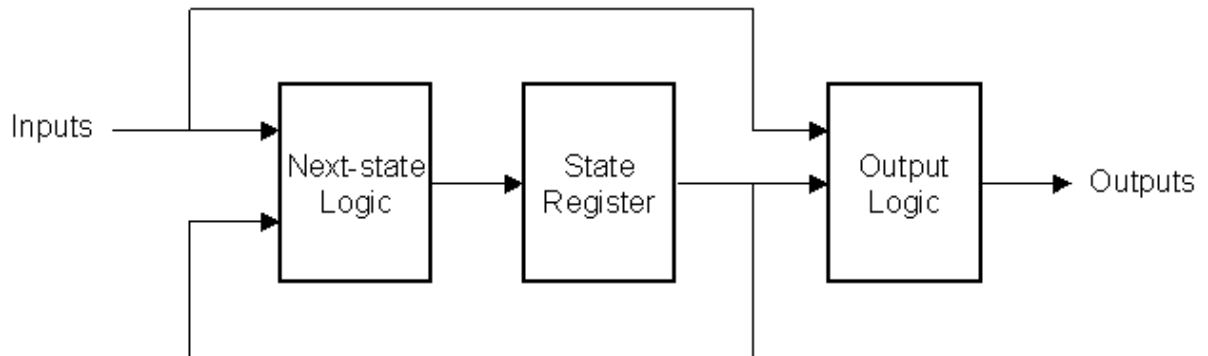 Inputs
Next-state
Logic
State
Register
Output
Logic
Outputs